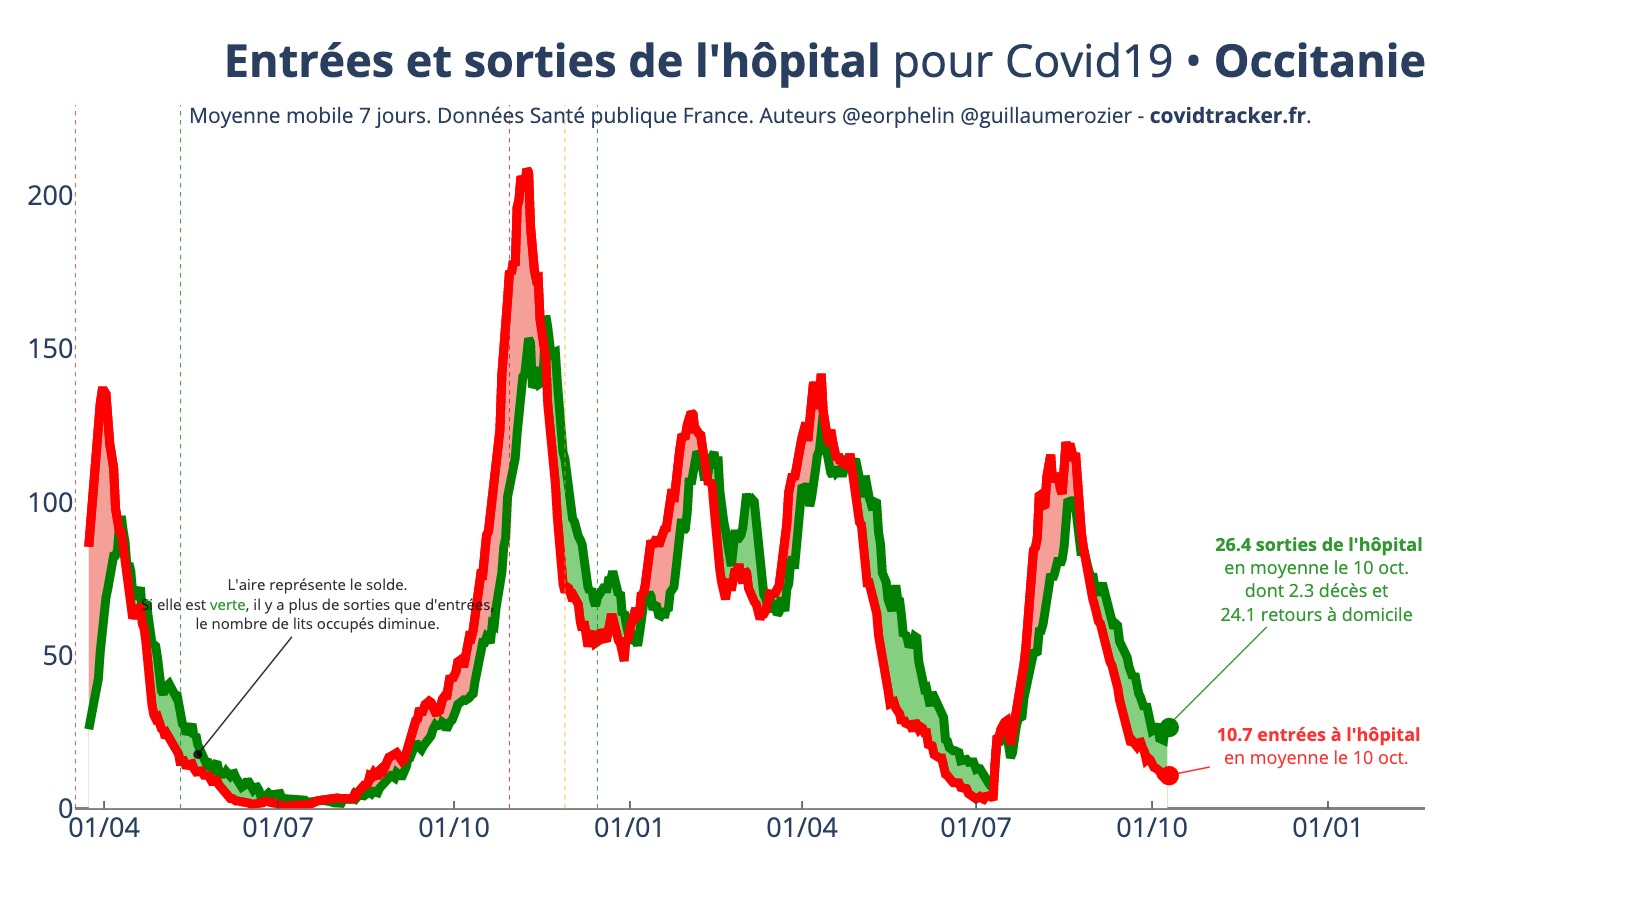 Entrées et sorties de l'hôpital pour Covid19 • Occitanie
Moyenne mobile 7 jours. Données Santé publique France. Auteurs @eorphelin @guillaumerozier - covidtracker.fr.
200
150
100
50
0
L'aire représente le solde.
Si elle est verte, il y a plus de sorties que d'entrées,
le nombre de lits occupés diminue.
26.4 sorties de l'hôpital
en moyenne le 10 oct.
dont 2.3 décès et
24.1 retours à domicile
10.7 entrées à l'hôpital
en moyenne le 10 oct.
01/04 01/07 01/10 01/01 01/04 01/07 01/10 01/01